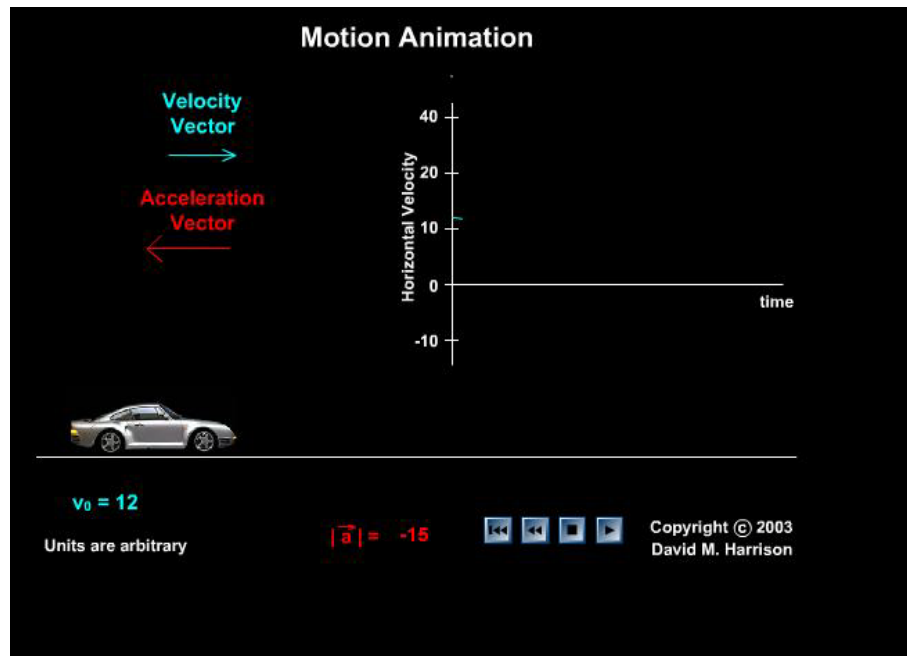 Motion Animation
Velocity
Vector
Acceleration
Vector
40
20
10
0
-10
Horizontal Velocity
time
v₀ = 12
Units are arbitrary
|a⃗| = -15
Copyright © 2003
David M. Harrison